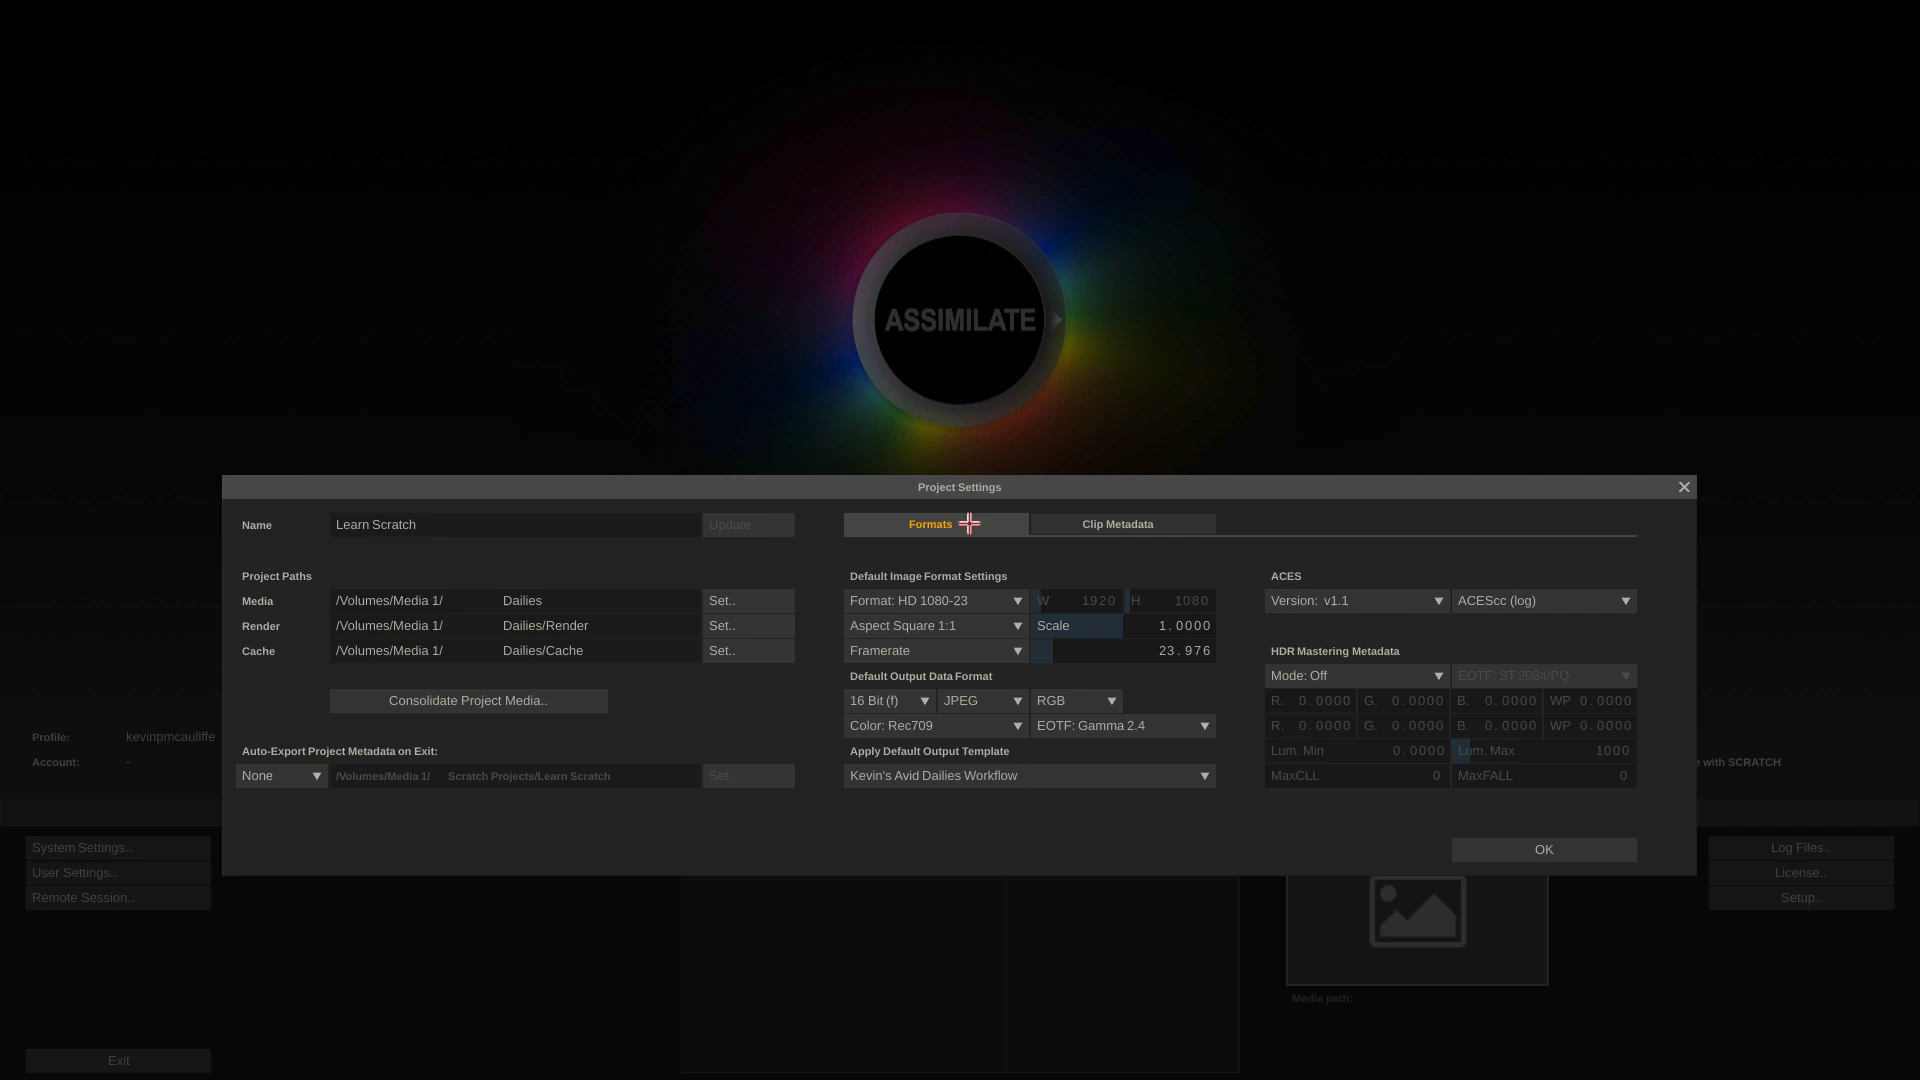 ASSIMILATE
Project Settings
Name
Learn Scratch
Update
Formats
Clip Metadata
Project Paths
Media
/Volumes/Media 1/
Dailies
Set..
Render
/Volumes/Media 1/
Dailies/Render
Set..
Cache
/Volumes/Media 1/
Dailies/Cache
Set..
Consolidate Project Media..
Auto-Export Project Metadata on Exit:
None
/Volumes/Media 1/
Scratch Projects/Learn Scratch
Set..
Default Image Format Settings
Format: HD 1080-23
W 1920
H 1080
Aspect Square 1:1
Scale 1.0000
Framerate
23.976
Default Output Data Format
16 Bit (f)
JPEG
RGB
Color: Rec709
EOTF: Gamma 2.4
Apply Default Output Template
Kevin's Avid Dailies Workflow
ACES
Version: v1.1
ACEScc (log)
HDR Mastering Metadata
Mode: Off
EOTF: ST 2084/PQ
R. 0.0000 G. 0.0000 B. 0.0000 WP 0.0000
R. 0.0000 G. 0.0000 B. 0.0000 WP 0.0000
Lum. Min 0.0000
Lum. Max 1000
MaxCLL 0
MaxFALL 0
OK
Profile: kevinpmcauliffe
Account: -
with SCRATCH
System Settings..
User Settings..
Remote Session..
Exit
Log Files..
License..
Setup..
Media path: